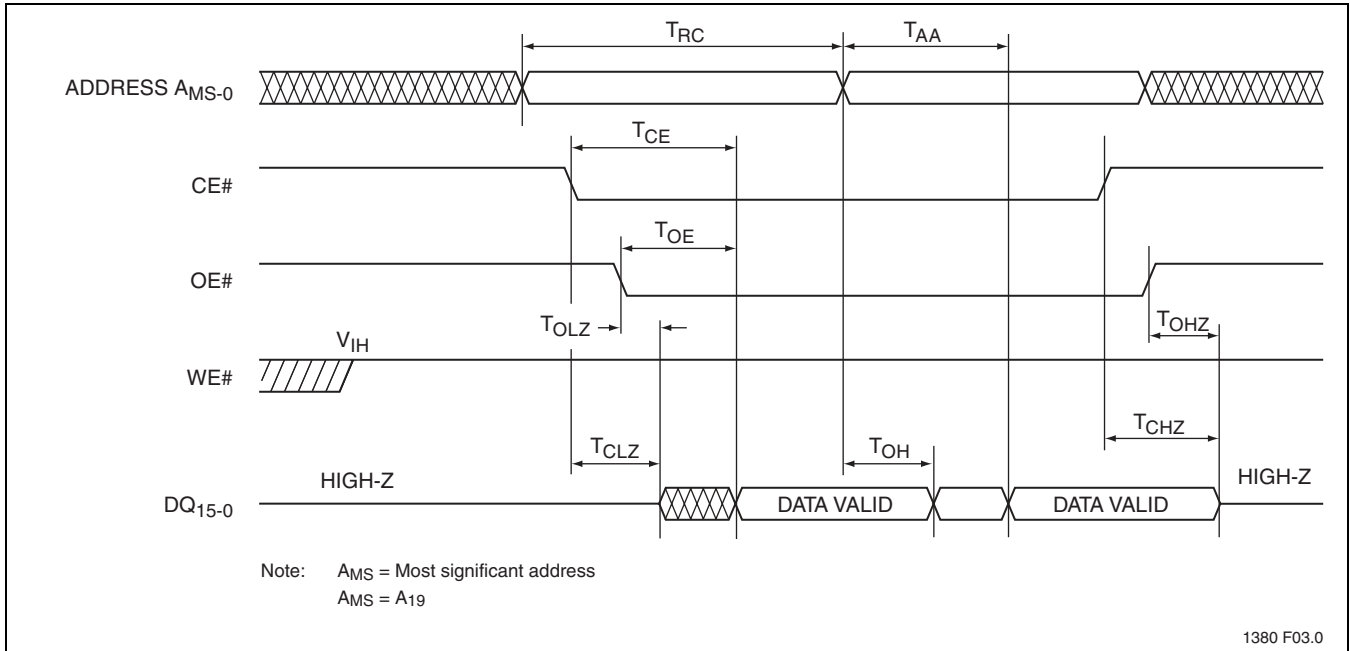 TRC TAA
ADDRESS AMS-0
TCE
CE#
TOE
OE#
TOLZ TOHZ
VIH
WE#
TCLZ TOH TCHZ
HIGH-Z HIGH-Z
DQ15-0 DATA VALID DATA VALID
Note: AMS = Most significant address
AMS = A19
1380 F03.0